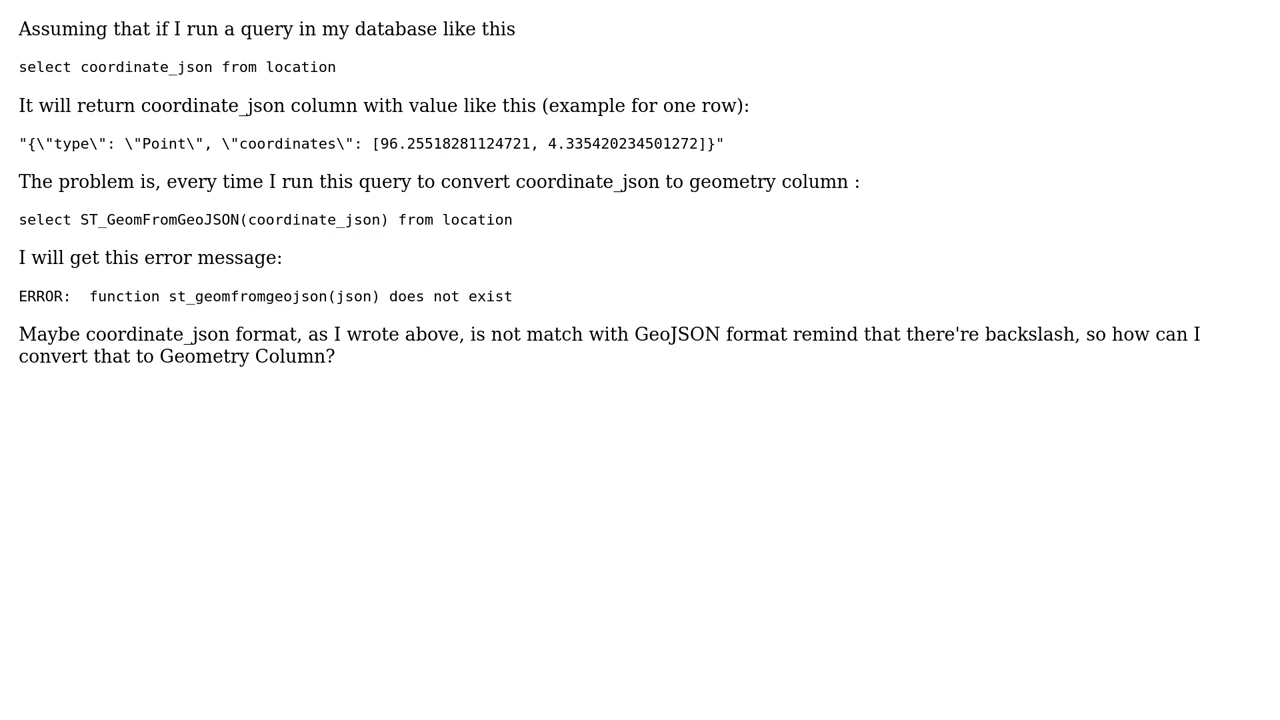 Assuming that if I run a query in my database like this
select coordinate_json from location
It will return coordinate_json column with value like this (example for one row):
"{\"type\": \"Point\", \"coordinates\": [96.25518281124721, 4.335420234501272]}"
The problem is, every time I run this query to convert coordinate_json to geometry column :
select ST_GeomFromGeoJSON(coordinate_json) from location
I will get this error message:
ERROR:  function st_geomfromgeojson(json) does not exist
Maybe coordinate_json format, as I wrote above, is not match with GeoJSON format remind that there're backslash, so how can I
convert that to Geometry Column?